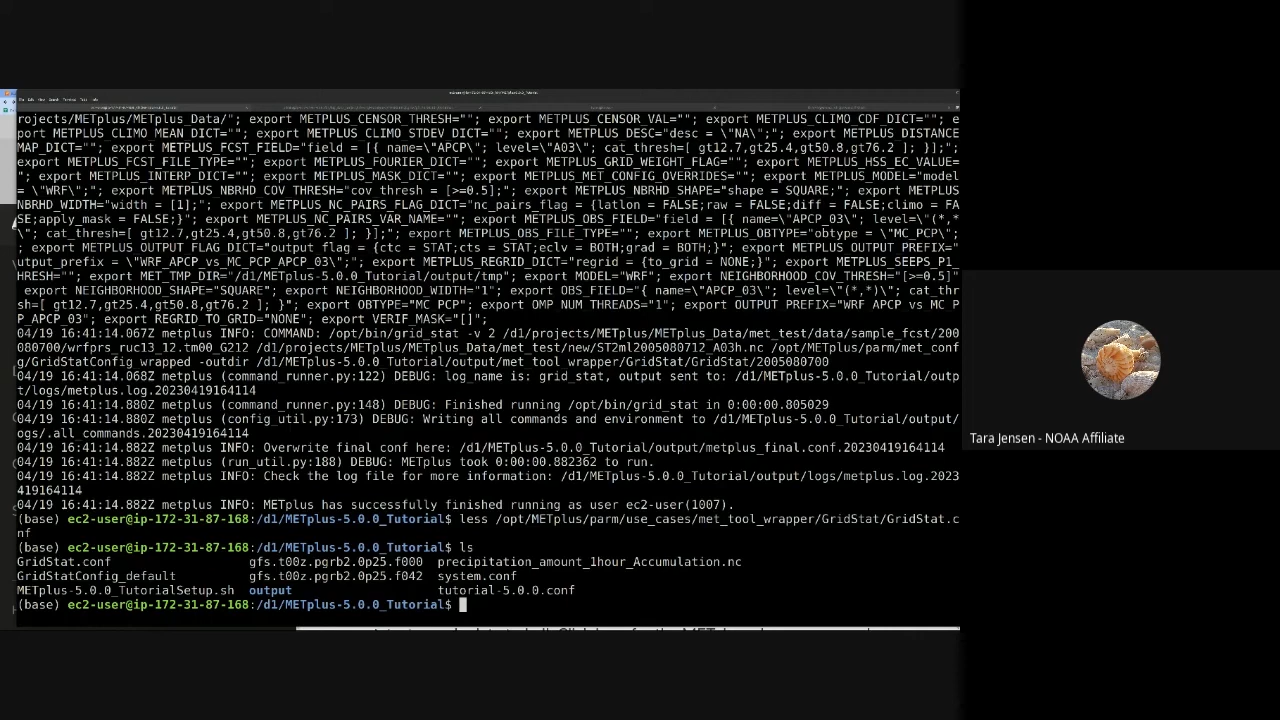 rojects/METplus/METplus_Data/"; export METPLUS_CENSOR_THRESH=""; export METPLUS_CENSOR_VAL=""; export METPLUS_CLIMO_CDF_DICT=""; e
port METPLUS_CLIMO_MEAN_DICT=""; export METPLUS_CLIMO_STDEV_DICT=""; export METPLUS_DESC="desc = \"NA\";"; export METPLUS_DISTANCE
MAP_DICT=""; export METPLUS_FCST_FIELD="field = [{ name=\"APCP\"; level=\"A03\"; cat_thresh=[ gt12.7,gt25.4,gt50.8,gt76.2 ]; }];";
export METPLUS_FCST_FILE_TYPE=""; export METPLUS_FOURIER_DICT=""; export METPLUS_GRID_WEIGHT_FLAG=""; export METPLUS_HSS_EC_VALUE=
"; export METPLUS_INTERP_DICT=""; export METPLUS_MASK_DICT=""; export METPLUS_MET_CONFIG_OVERRIDES=""; export METPLUS_MODEL="model
= \"WRF\";"; export METPLUS_NBRHD_COV_THRESH="cov_thresh = [>=0.5];"; export METPLUS_NBRHD_SHAPE="shape = SQUARE;"; export METPLUS
NBRHD_WIDTH="width = [1];"; export METPLUS_NC_PAIRS_FLAG_DICT="nc_pairs_flag = {latlon = FALSE;raw = FALSE;diff = FALSE;climo = FA
SE;apply_mask = FALSE;}"; export METPLUS_NC_PAIRS_VAR_NAME=""; export METPLUS_OBS_FIELD="field = [{ name=\"APCP_03\"; level=\"(*,*
\"; cat_thresh=[ gt12.7,gt25.4,gt50.8,gt76.2 ]; }];"; export METPLUS_OBS_FILE_TYPE=""; export METPLUS_OBTYPE="obtype = \"MC_PCP\";
; export METPLUS_OUTPUT_FLAG_DICT="output_flag = {ctc = STAT;cts = STAT;eclv = BOTH;grad = BOTH;}"; export METPLUS_OUTPUT_PREFIX="
utput_prefix = \"WRF_APCP_vs_MC_PCP_APCP_03\";"; export METPLUS_REGRID_DICT="regrid = {to_grid = NONE;}"; export METPLUS_SEEPS_P1_
HRESH=""; export MET_TMP_DIR="/d1/METplus-5.0.0_Tutorial/output/tmp"; export MODEL="WRF"; export NEIGHBORHOOD_COV_THRESH="[>=0.5]"
export NEIGHBORHOOD_SHAPE="SQUARE"; export NEIGHBORHOOD_WIDTH="1"; export OBS_FIELD="{ name=\"APCP_03\"; level=\"(*,*)\"; cat_thr
sh=[ gt12.7,gt25.4,gt50.8,gt76.2 ]; }"; export OBTYPE="MC_PCP"; export OMP_NUM_THREADS="1"; export OUTPUT_PREFIX="WRF_APCP_vs_MC_P
P_APCP_03"; export REGRID_TO_GRID="NONE"; export VERIF_MASK="[]";
04/19 16:41:14.067Z metplus INFO: COMMAND: /opt/bin/grid_stat -v 2 /d1/projects/METplus/METplus_Data/met_test/data/sample_fcst/200
080700/wrfprs_ruc13_12.tm00_G212 /d1/projects/METplus/METplus_Data/met_test/new/ST2ml2005080712_A03h.nc /opt/METplus/parm/met_conf
g/GridStatConfig_wrapped -outdir /d1/METplus-5.0.0_Tutorial/output/met_tool_wrapper/GridStat/GridStat/2005080700
04/19 16:41:14.068Z metplus (command_runner.py:122) DEBUG: log_name is: grid_stat, output sent to: /d1/METplus-5.0.0_Tutorial/outp
t/logs/metplus.log.20230419164114
04/19 16:41:14.880Z metplus (command_runner.py:148) DEBUG: Finished running /opt/bin/grid_stat in 0:00:00.805029
04/19 16:41:14.880Z metplus (config_util.py:173) DEBUG: Writing all commands and environment to /d1/METplus-5.0.0_Tutorial/output/
ogs/.all_commands.20230419164114
04/19 16:41:14.882Z metplus INFO: Overwrite final conf here: /d1/METplus-5.0.0_Tutorial/output/metplus_final.conf.20230419164114
04/19 16:41:14.882Z metplus (run_util.py:188) DEBUG: METplus took 0:00:00.882362 to run.
04/19 16:41:14.882Z metplus INFO: Check the log file for more information: /d1/METplus-5.0.0_Tutorial/output/logs/metplus.log.2023
419164114
04/19 16:41:14.882Z metplus INFO: METplus has successfully finished running as user ec2-user(1007).
(base) ec2-user@ip-172-31-87-168:/d1/METplus-5.0.0_Tutorial$ less /opt/METplus/parm/use_cases/met_tool_wrapper/GridStat/GridStat.c
nf
(base) ec2-user@ip-172-31-87-168:/d1/METplus-5.0.0_Tutorial$ ls
GridStat.conf gfs.t00z.pgrb2.0p25.f000 precipitation_amount_1hour_Accumulation.nc
GridStatConfig_default gfs.t00z.pgrb2.0p25.f042 system.conf
METplus-5.0.0_TutorialSetup.sh output tutorial-5.0.0.conf
(base) ec2-user@ip-172-31-87-168:/d1/METplus-5.0.0_Tutorial$
Tara Jensen - NOAA Affiliate